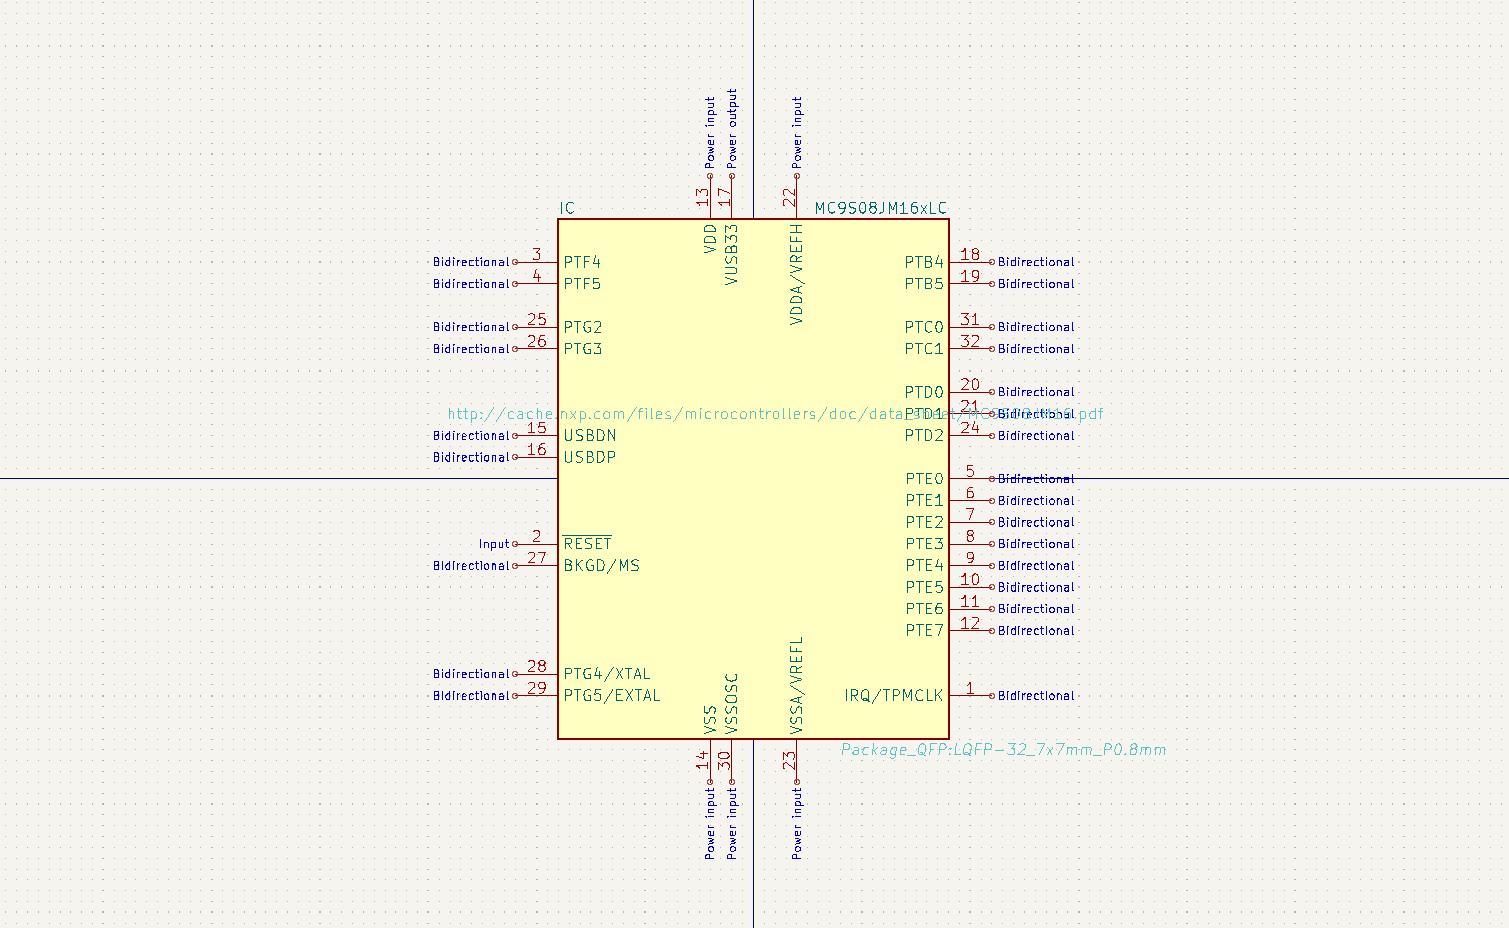 Power input
Power output
Power input
13
17
22
IC
MC9S08JM16xLC
VDD
VUSB33
VDDA/VREFH
Bidirectional 3 PTF4
PTB4 18 Bidirectional
Bidirectional 4 PTF5
PTB5 19 Bidirectional
Bidirectional 25 PTG2
PTC0 31 Bidirectional
Bidirectional 26 PTG3
PTC1 32 Bidirectional
PTD0 20 Bidirectional
http://cache.nxp.com/files/microcontrollers/doc/data_sheet/MC9S08JM16.pdf
PTD1 21 Bidirectional
Bidirectional 15 USBDN
PTD2 24 Bidirectional
Bidirectional 16 USBDP
PTE0 5 Bidirectional
PTE1 6 Bidirectional
PTE2 7 Bidirectional
Input 2 RESET
PTE3 8 Bidirectional
Bidirectional 27 BKGD/MS
PTE4 9 Bidirectional
PTE5 10 Bidirectional
PTE6 11 Bidirectional
PTE7 12 Bidirectional
Bidirectional 28 PTG4/XTAL
Bidirectional 29 PTG5/EXTAL
IRQ/TPMCLK 1 Bidirectional
VSS
VSSOSC
VSSA/VREFL
Package_QFP:LQFP-32_7x7mm_P0.8mm
14
30
23
Power input
Power input
Power input